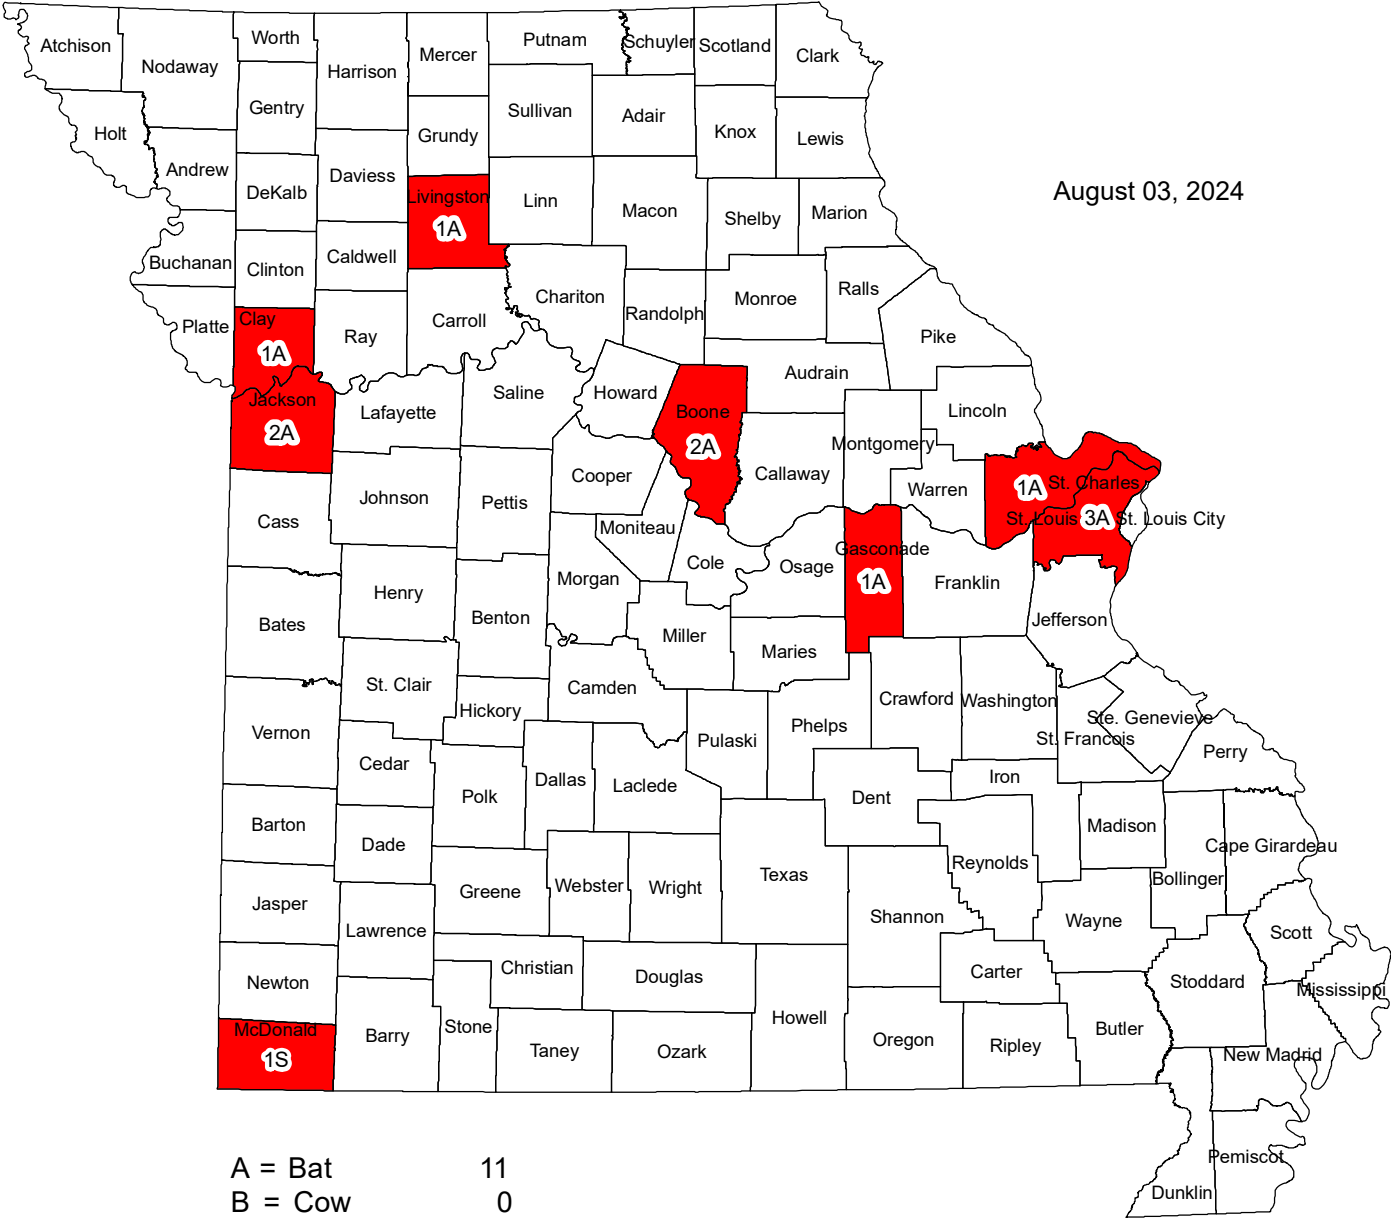 Atchison
Nodaway
Worth
Harrison
Mercer
Putnam
Schuyler
Scotland
Clark
Gentry
Holt
Sullivan
Adair
Knox
Lewis
Grundy
Andrew
DeKalb
Daviess
Livingston
1A
Linn
Macon
Shelby
Marion
August 03, 2024
Buchanan
Clinton
Caldwell
Chariton
Randolph
Monroe
Ralls
Platte
Clay
1A
Ray
Carroll
Pike
Audrain
Jackson
2A
Lafayette
Saline
Howard
Boone
2A
Lincoln
Montgomery
Callaway
Warren
1A
St. Charles
St. Louis
3A
St. Louis City
Cooper
Johnson
Pettis
Cass
Moniteau
Cole
Osage
Gasconade
1A
Franklin
Morgan
Henry
Benton
Bates
Miller
Maries
Jefferson
St. Clair
Camden
Hickory
Crawford
Washington
Ste. Genevieve
St. Francois
Vernon
Pulaski
Phelps
Perry
Cedar
Dallas
Laclede
Iron
Polk
Dent
Barton
Madison
Cape Girardeau
Dade
Reynolds
Texas
Bollinger
Greene
Webster
Wright
Jasper
Shannon
Wayne
Lawrence
Scott
Christian
Douglas
Carter
Newton
Stoddard
Mississippi
McDonald
1S
Barry
Stone
Howell
Taney
Ozark
Oregon
Ripley
Butler
New Madrid
Pemiscot
Dunklin
A = Bat 11
B = Cow 0